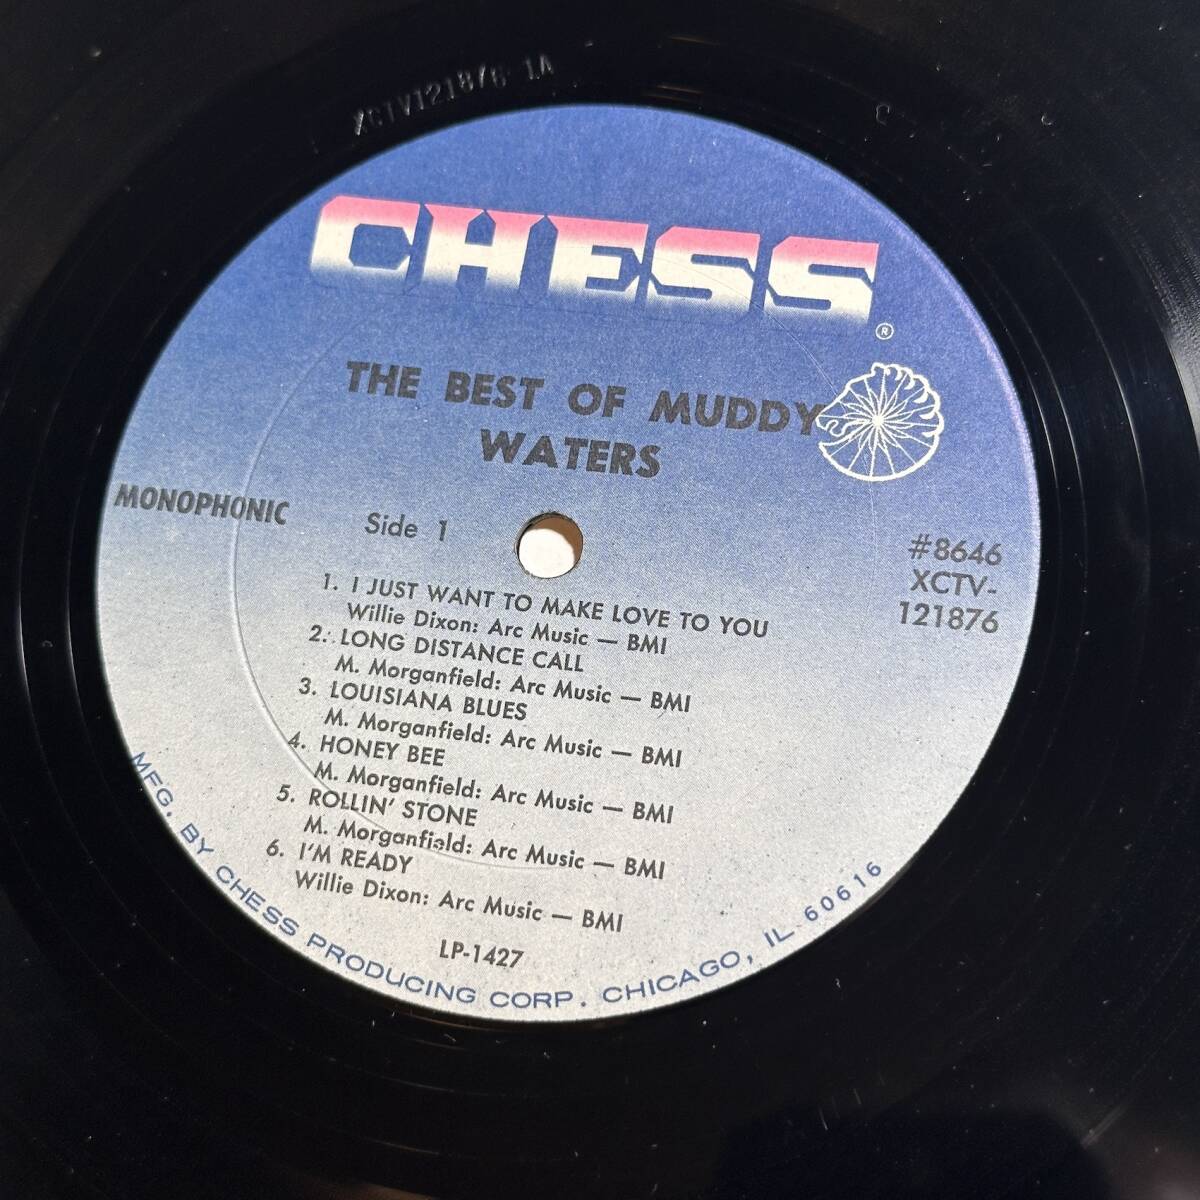 XCTV121876-1A
CHESS
®
THE BEST OF MUDDY
WATERS
MONOPHONIC
Side 1
#8646
XCTV-
121876
1. I JUST WANT TO MAKE LOVE TO YOU
Willie Dixon: Arc Music — BMI
2. LONG DISTANCE CALL
M. Morganfield: Arc Music — BMI
3. LOUISIANA BLUES
M. Morganfield: Arc Music — BMI
4. HONEY BEE
M. Morganfield: Arc Music — BMI
5. ROLLIN' STONE
M. Morganfield: Arc Music — BMI
6. I'M READY
Willie Dixon: Arc Music — BMI
LP-1427
MFG. BY CHESS PRODUCING CORP. CHICAGO, IL. 60616